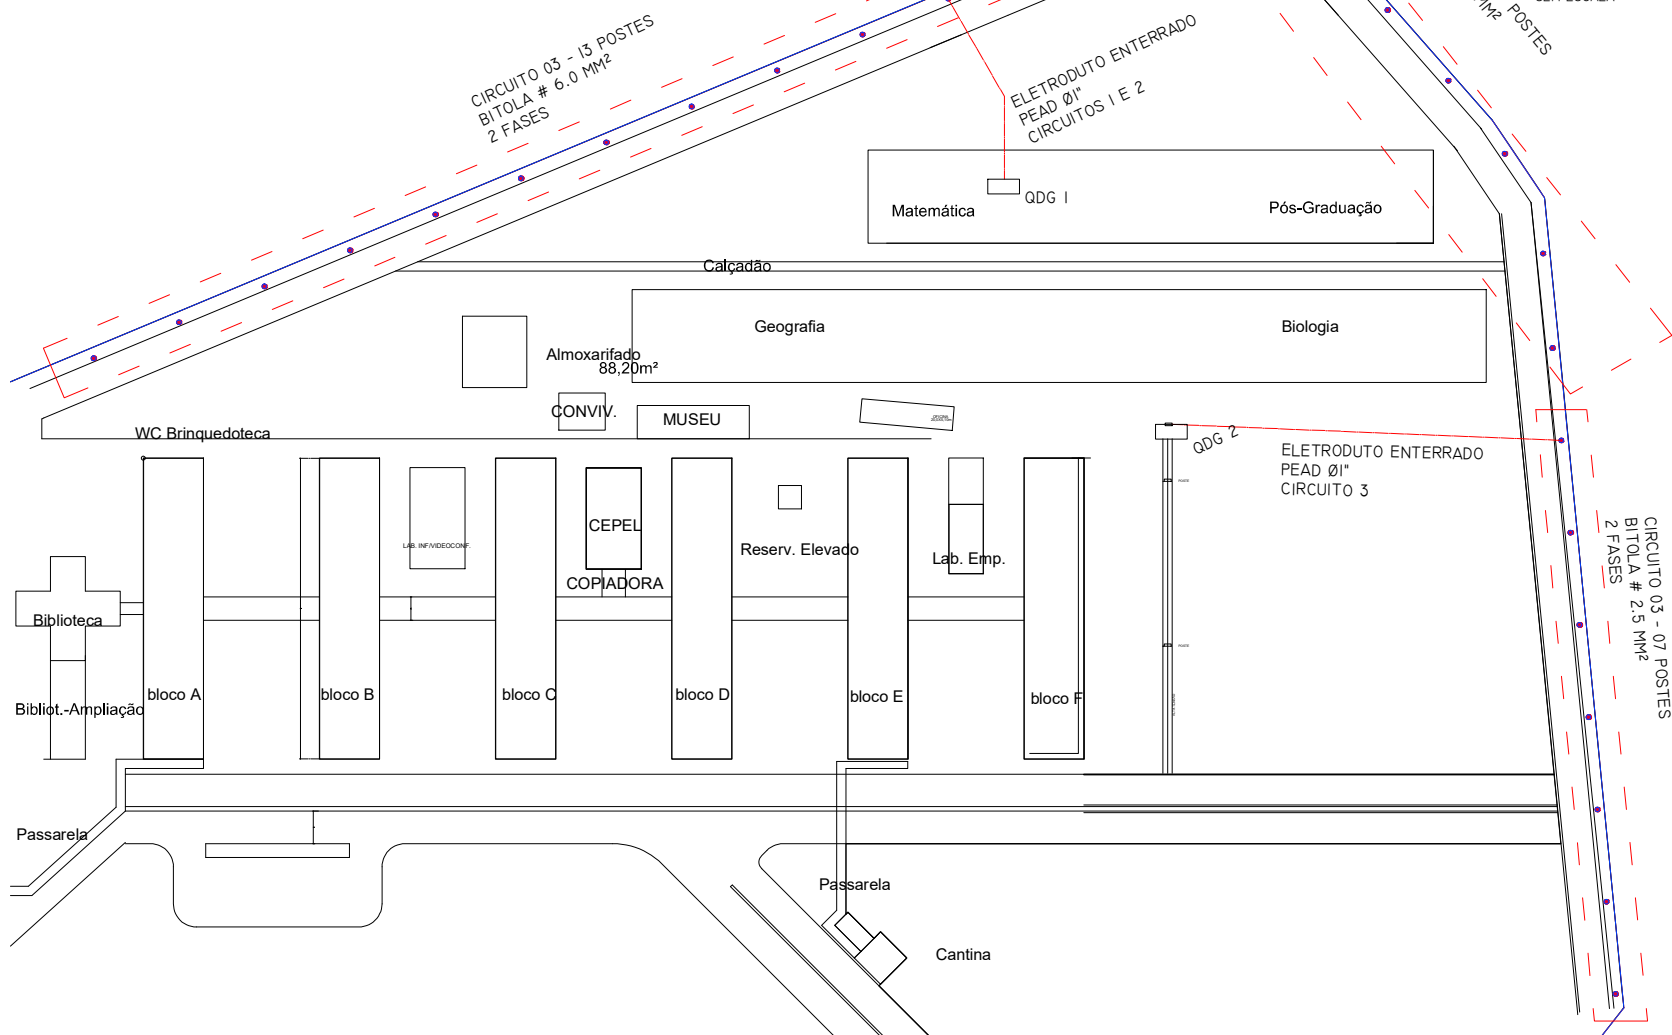 CIRCUITO 03 - 13 POSTES
BITOLA # 6.0 MM²
2 FASES
ELETRODUTO ENTERRADO
PEAD Ø1"
CIRCUITOS 1 E 2
POSTES
MM²
QDG 1
Matemática
Pós-Graduação
Calçadão
Geografia
Biologia
Almoxarifado
88,20m²
CONVIV.
MUSEU
WC Brinquedoteca
QDG 2
ELETRODUTO ENTERRADO
PEAD Ø1"
CIRCUITO 3
CIRCUITO 03 - 07 POSTES
BITOLA # 2.5 MM²
2 FASES
LAB. INF/VIDEOCONF.
CEPEL
COPIADORA
Reserv. Elevado
Lab. Emp.
POSTE
POSTE
Biblioteca
Bibliot.-Ampliação
bloco A
bloco B
bloco C
bloco D
bloco E
bloco F
Passarela
Passarela
Cantina